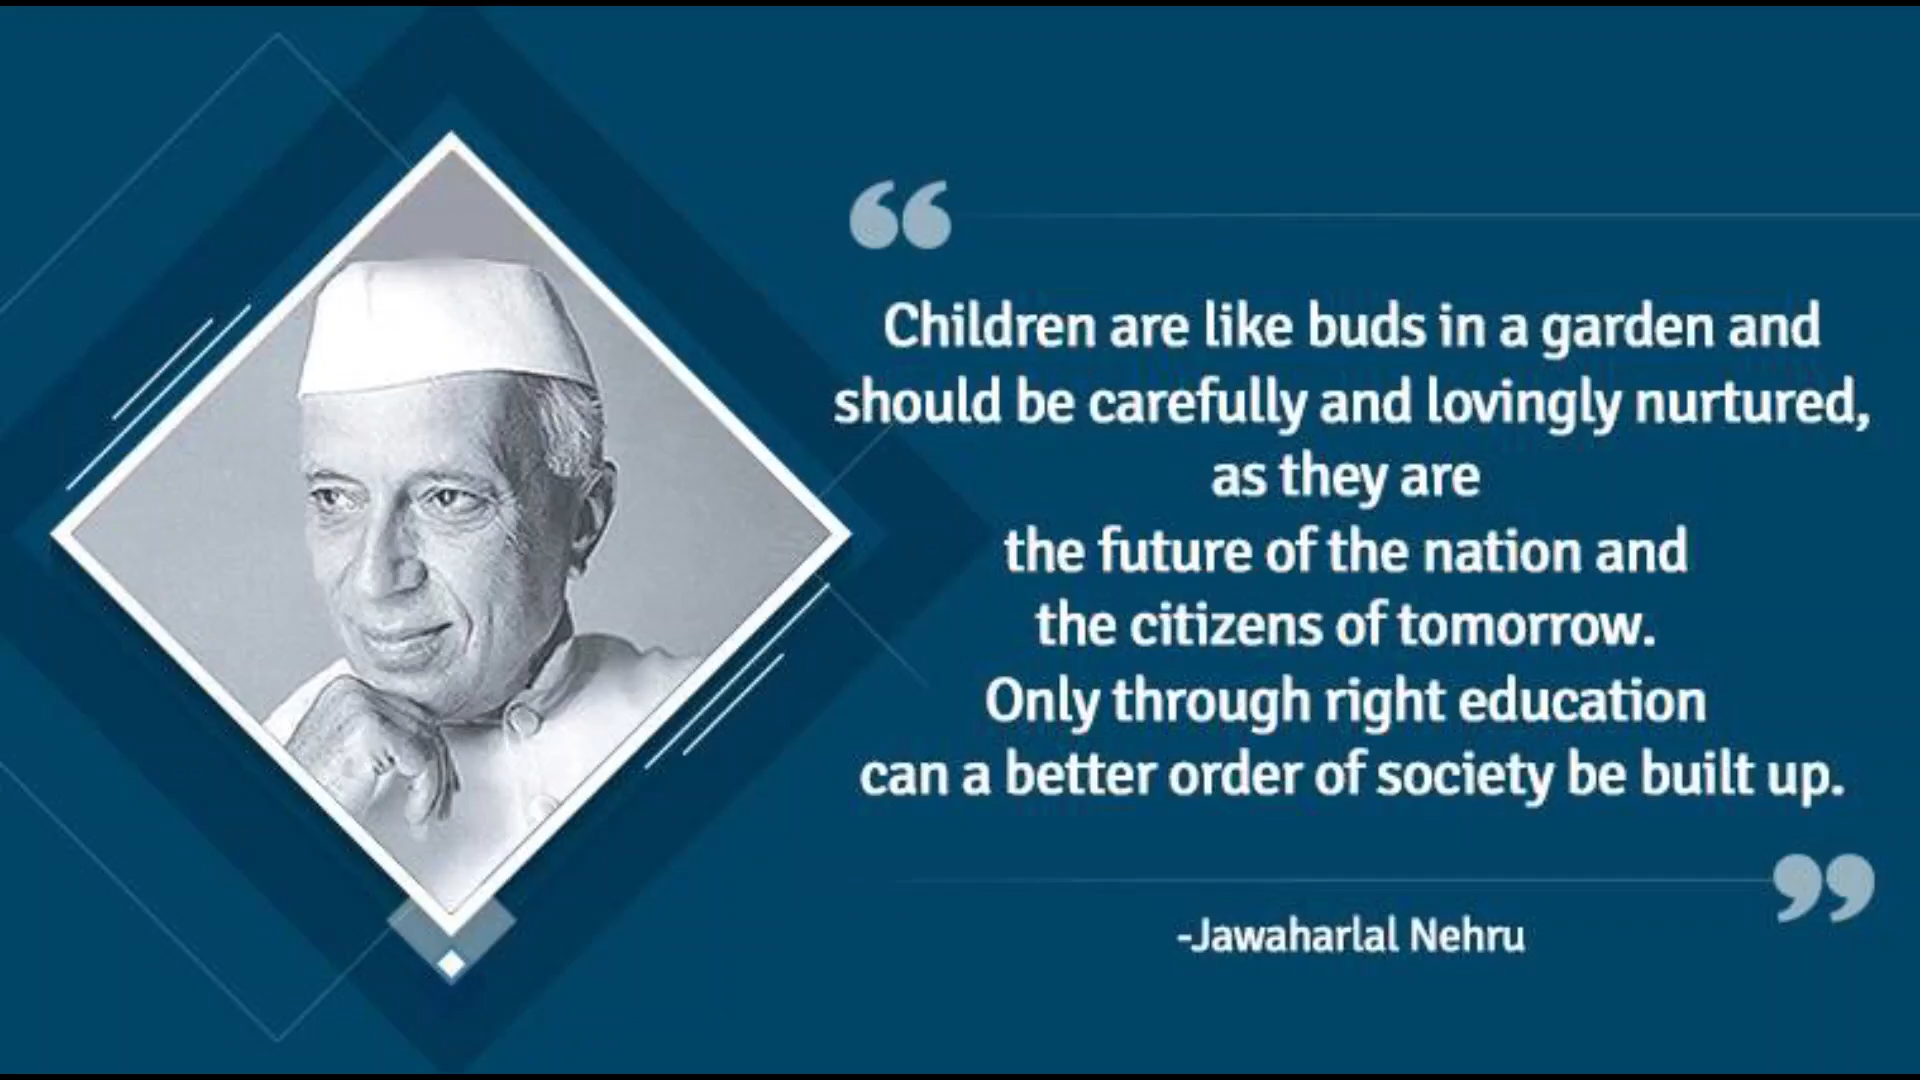 “
Children are like buds in a garden and
should be carefully and lovingly nurtured,
as they are
the future of the nation and
the citizens of tomorrow.
Only through right education
can a better order of society be built up.
”
-Jawaharlal Nehru